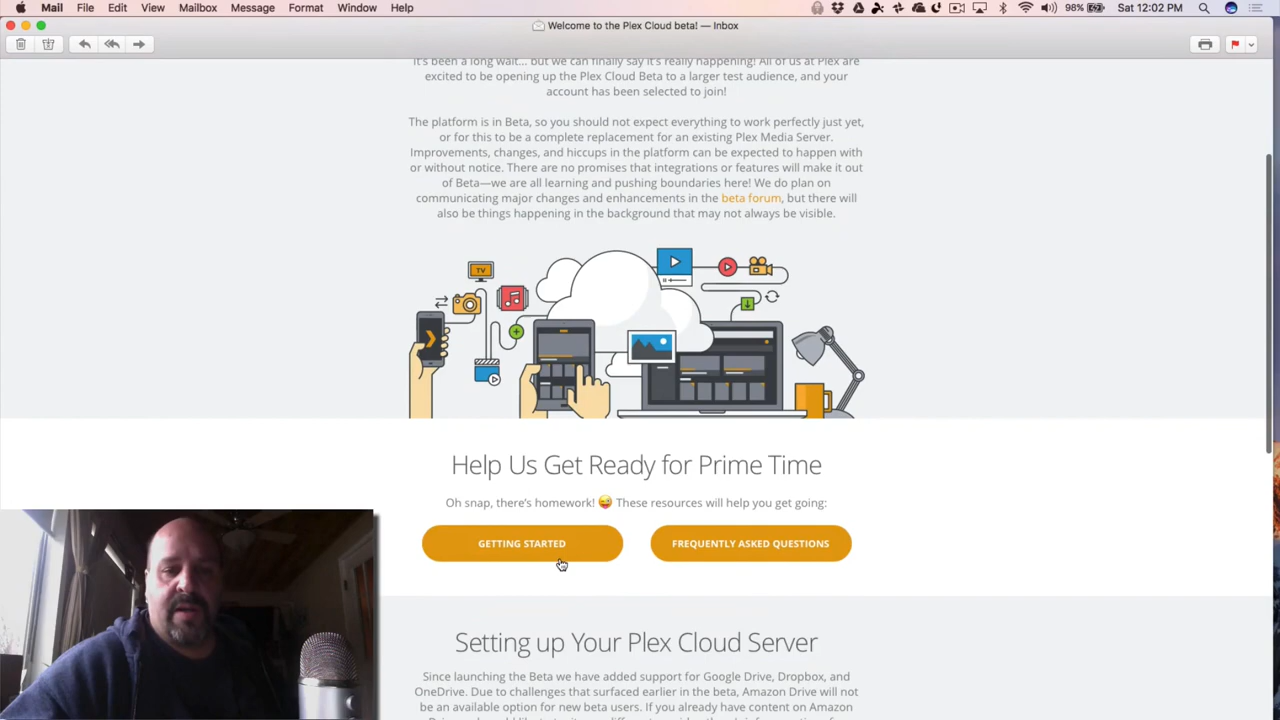 Mail File Edit View Mailbox Message Format Window Help 98% Sat 12:02 PM
Welcome to the Plex Cloud beta! — Inbox
It's been a long wait... but we can finally say it's really happening! All of us at Plex are
excited to be opening up the Plex Cloud Beta to a larger test audience, and your
account has been selected to join!
The platform is in Beta, so you should not expect everything to work perfectly just yet,
or for this to be a complete replacement for an existing Plex Media Server.
Improvements, changes, and hiccups in the platform can be expected to happen with
or without notice. There are no promises that integrations or features will make it out
of Beta—we are all learning and pushing boundaries here! We do plan on
communicating major changes and enhancements in the beta forum, but there will
also be things happening in the background that may not always be visible.
TV
Help Us Get Ready for Prime Time
Oh snap, there's homework! 😜 These resources will help you get going:
GETTING STARTED
FREQUENTLY ASKED QUESTIONS
Setting up Your Plex Cloud Server
Since launching the Beta we have added support for Google Drive, Dropbox, and
OneDrive. Due to challenges that surfaced earlier in the beta, Amazon Drive will not
be an available option for new beta users. If you already have content on Amazon